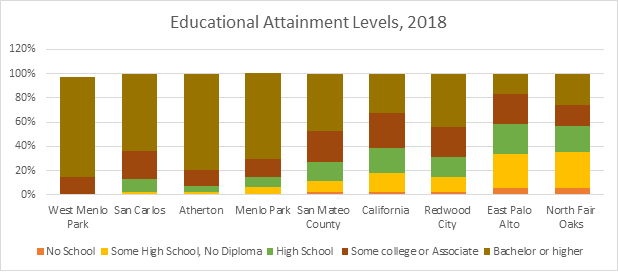 Educational Attainment Levels, 2018
120%
100%
80%
60%
40%
20%
0%
West Menlo Park
San Carlos
Atherton
Menlo Park
San Mateo County
California
Redwood City
East Palo Alto
North Fair Oaks
No School
Some High School, No Diploma
High School
Some college or Associate
Bachelor or higher